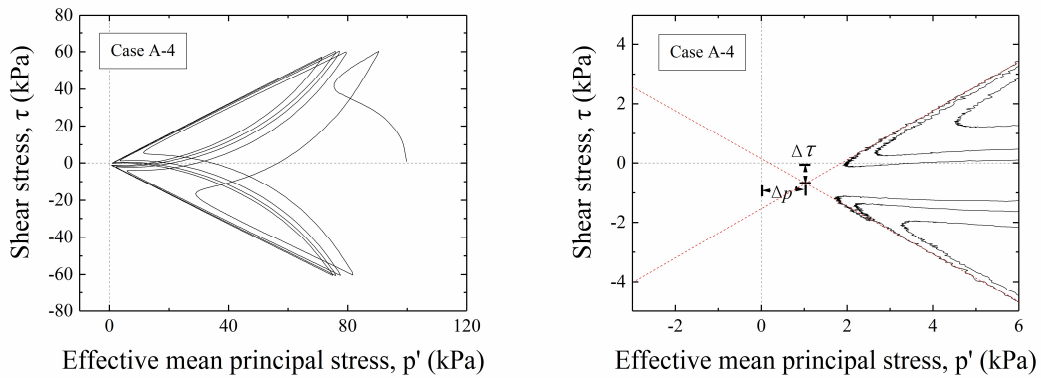 80
60
40
20
0
-20
-40
-60
-80
Shear stress, τ (kPa)
Case A-4
0
40
80
120
Effective mean principal stress, p' (kPa)
4
2
0
-2
-4
Shear stress, τ (kPa)
Case A-4
Δτ
Δp
-2
0
2
4
6
Effective mean principal stress, p' (kPa)